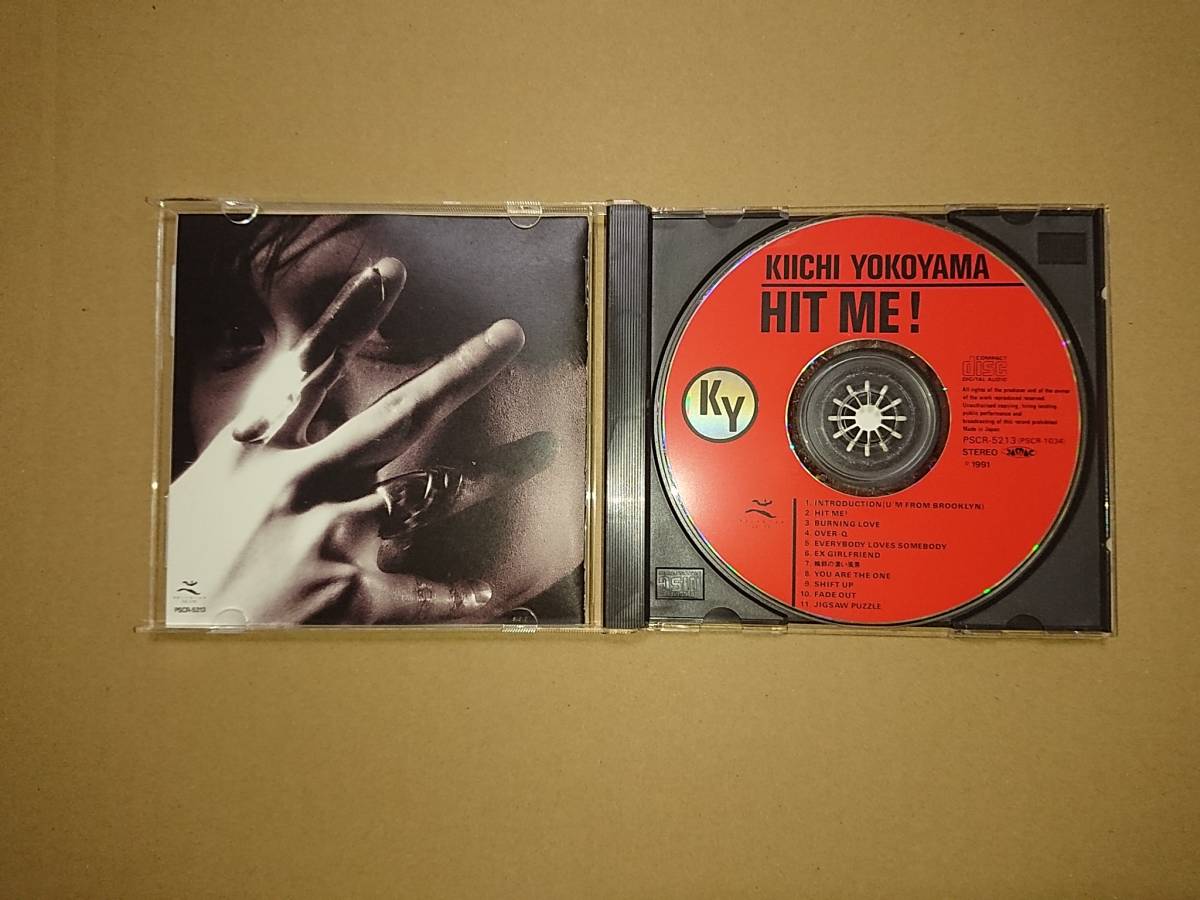 PSCR-5213
KIICHI YOKOYAMA
HIT ME!
KY
COMPACT
disc
DIGITAL AUDIO
All rights of the producer and of the owner
of the work reproduced reserved.
Unauthorized copying, hiring, lending,
public performance and
broadcasting of this record prohibited
Made in Japan
PSCR-5213 (PSCR-1034)
STEREO
℗1991
1. INTRODUCTION (U'M FROM BROOKLYN)
2. HIT ME!
3. BURNING LOVE
4. OVER-Q
5. EVERYBODY LOVES SOMEBODY
6. EX GIRLFRIEND
7. 輪郭の濃い風景
8. YOU ARE THE ONE
9. SHIFT UP
10. FADE OUT
11. JIGSAW PUZZLE